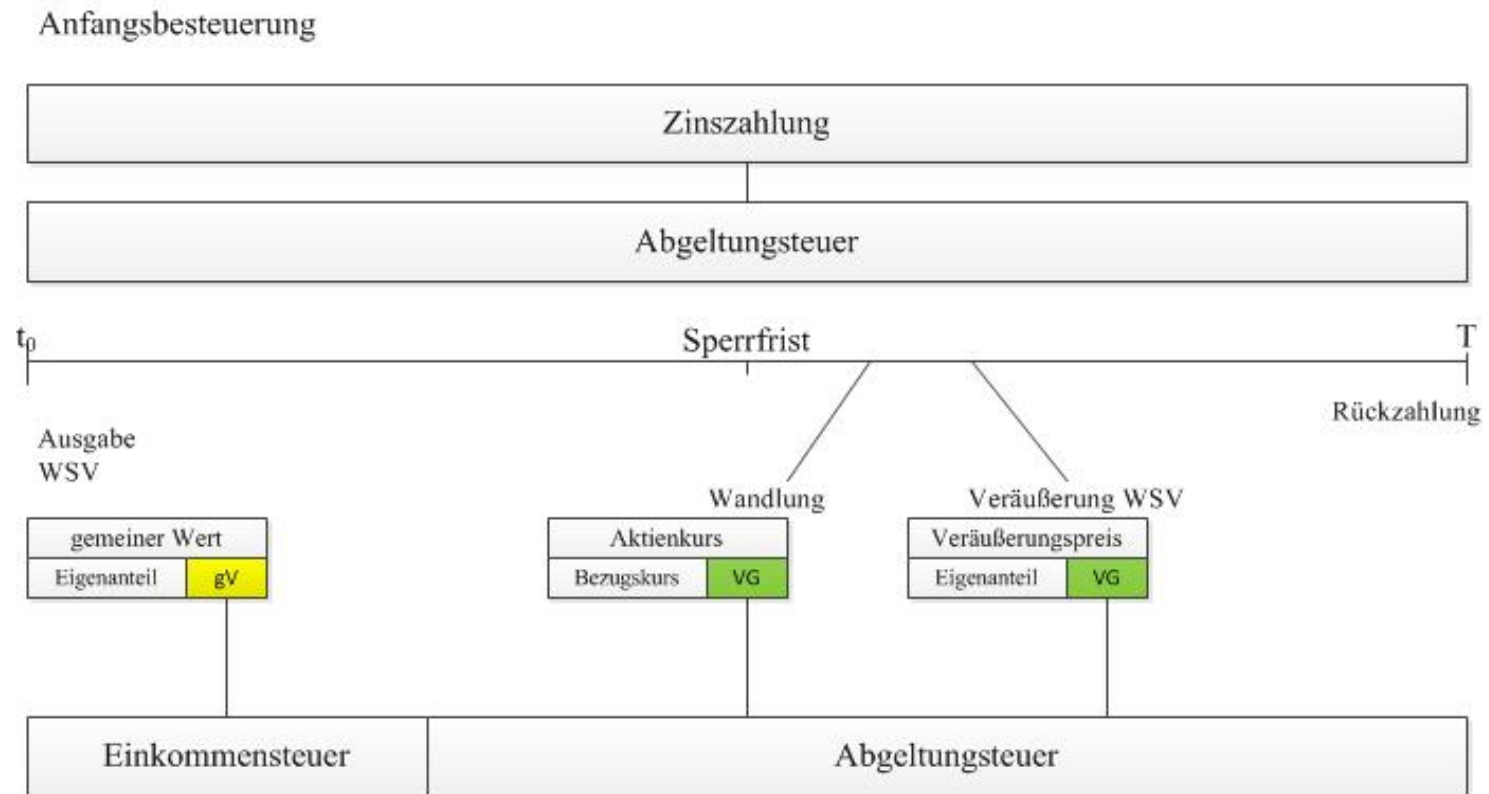 Anfangsbesteuerung
Zinszahlung
Abgeltungsteuer
t₀
Sperrfrist
T
Rückzahlung
Ausgabe
WSV
Wandlung
Veräußerung WSV
gemeiner Wert
Eigenanteil
gV
Aktienkurs
Bezugskurs
VG
Veräußerungspreis
Eigenanteil
VG
Einkommensteuer
Abgeltungsteuer